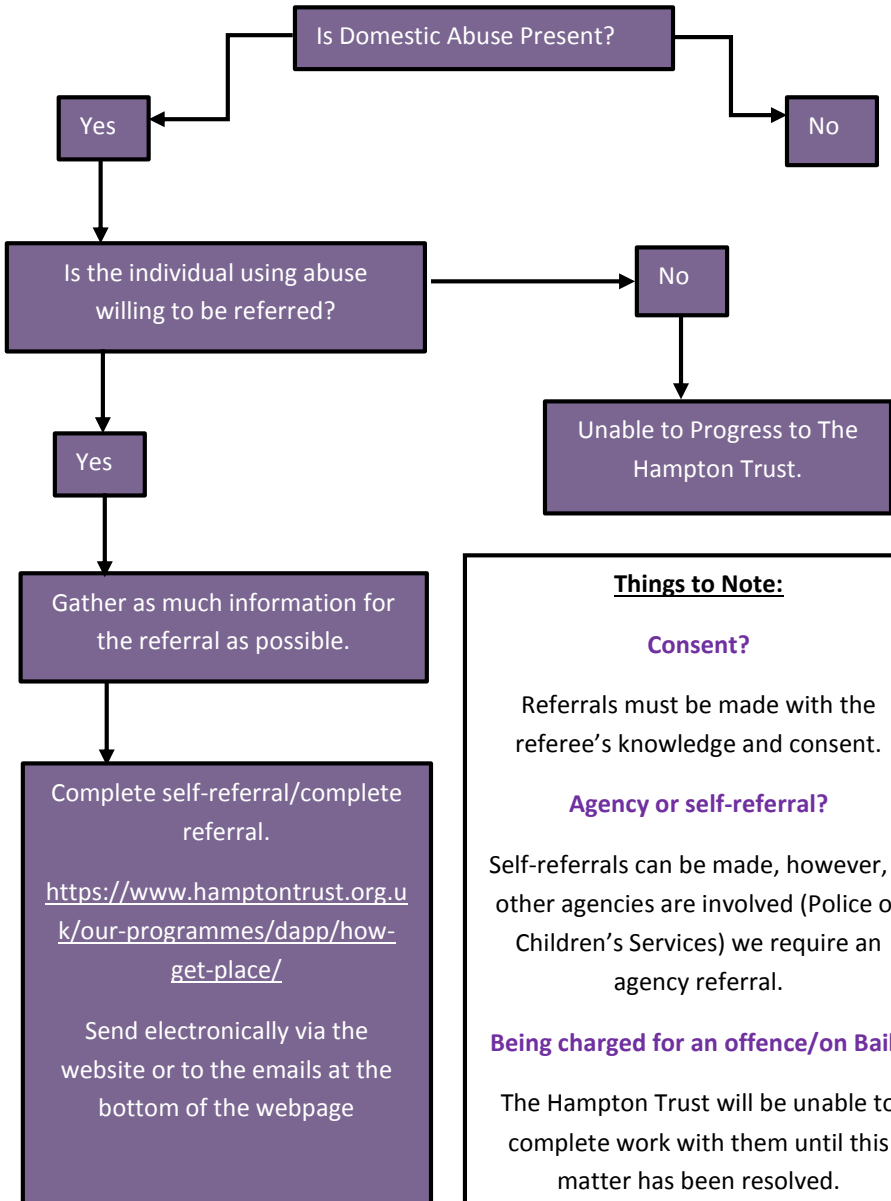 Is Domestic Abuse Present?
Yes
No
Is the individual using abuse
willing to be referred?
No
Yes
Unable to Progress to The
Hampton Trust.
Gather as much information for
the referral as possible.
Complete self-referral/complete
referral.
https://www.hamptontrust.org.u
k/our-programmes/dapp/how-
get-place/
Send electronically via the
website or to the emails at the
bottom of the webpage
Things to Note:
Consent?
Referrals must be made with the
referee’s knowledge and consent.
Agency or self-referral?
Self-referrals can be made, however,
other agencies are involved (Police
Children’s Services) we require an
agency referral.
Being charged for an offence/on Bail
The Hampton Trust will be unable to
complete work with them until this
matter has been resolved.